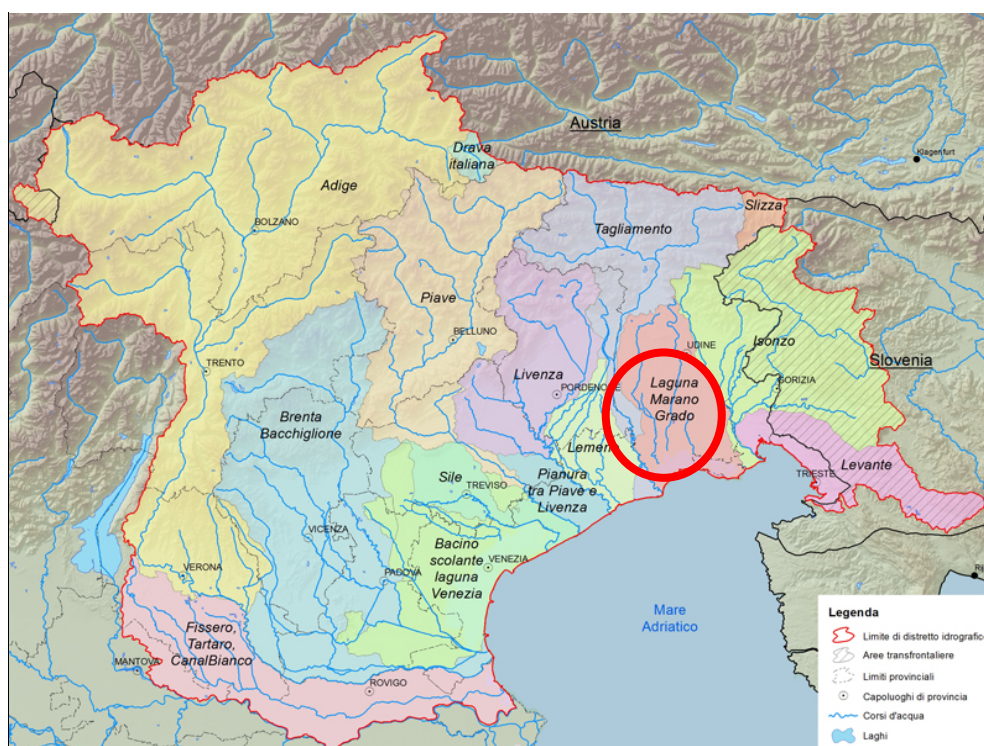 Austria
Klagenfurt
Drava
italiana
Adige
Slizza
BOLZANO
Tagliamento
Piave
BELLUNO
UDINE
Isonzo
Slovenia
TRENTO
Livenza
PORDENONE
Laguna
Marano
Grado
GORIZIA
Brenta
Bacchiglione
Lemene
Levante
TRIESTE
Sile
TREVISO
Pianura
tra Piave e
Livenza
VICENZA
Bacino
scolante
laguna
Venezia
VENEZIA
VERONA
PADOVA
Mare
Adriatico
Fissero,
Tartaro,
CanalBianco
MANTOVA
ROVIGO
Legenda
Limite di distretto idrografico
Aree transfrontaliere
Limiti provinciali
Capoluoghi di provincia
Corsi d'acqua
Laghi